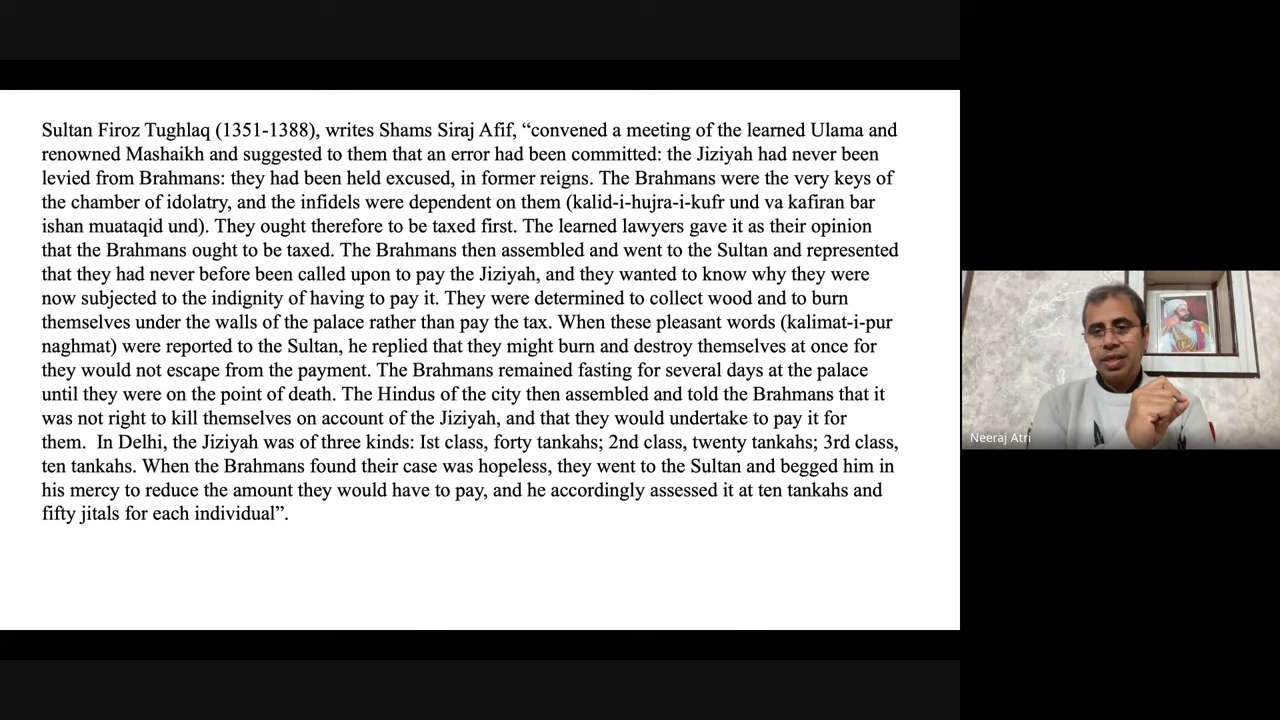 Sultan Firoz Tughlaq (1351-1388), writes Shams Siraj Afif, “convened a meeting of the learned Ulama and
renowned Mashaikh and suggested to them that an error had been committed: the Jiziyah had never been
levied from Brahmans: they had been held excused, in former reigns. The Brahmans were the very keys of
the chamber of idolatry, and the infidels were dependent on them (kalid-i-hujra-i-kufr und va kafiran bar
ishan muataqid und). They ought therefore to be taxed first. The learned lawyers gave it as their opinion
that the Brahmans ought to be taxed. The Brahmans then assembled and went to the Sultan and represented
that they had never before been called upon to pay the Jiziyah, and they wanted to know why they were
now subjected to the indignity of having to pay it. They were determined to collect wood and to burn
themselves under the walls of the palace rather than pay the tax. When these pleasant words (kalimat-i-pur
naghmat) were reported to the Sultan, he replied that they might burn and destroy themselves at once for
they would not escape from the payment. The Brahmans remained fasting for several days at the palace
until they were on the point of death. The Hindus of the city then assembled and told the Brahmans that it
was not right to kill themselves on account of the Jiziyah, and that they would undertake to pay it for
them.  In Delhi, the Jiziyah was of three kinds: Ist class, forty tankahs; 2nd class, twenty tankahs; 3rd class,
ten tankahs. When the Brahmans found their case was hopeless, they went to the Sultan and begged him in
his mercy to reduce the amount they would have to pay, and he accordingly assessed it at ten tankahs and
fifty jitals for each individual”.
Neeraj Atri